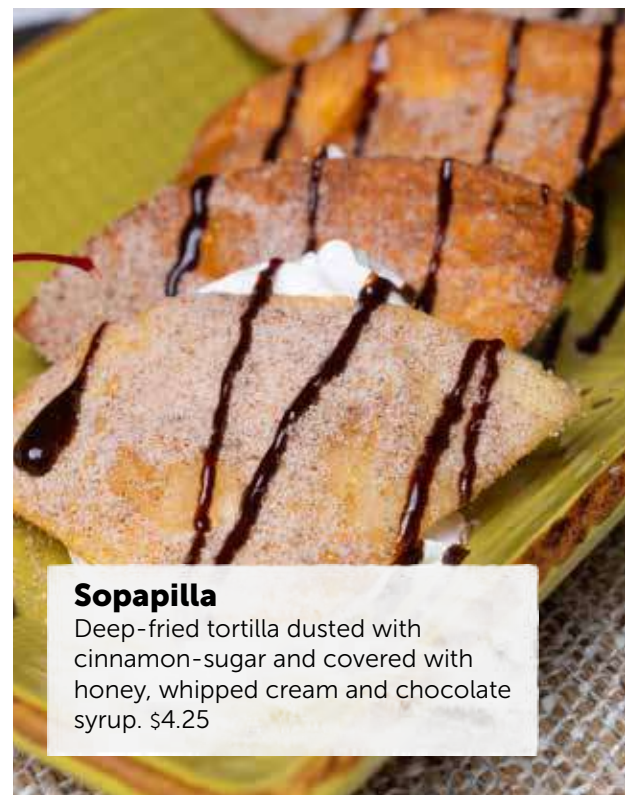 Sopapilla
Deep-fried tortilla dusted with
cinnamon-sugar and covered with
honey, whipped cream and chocolate
syrup. $4.25